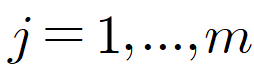 j = 1,...,m